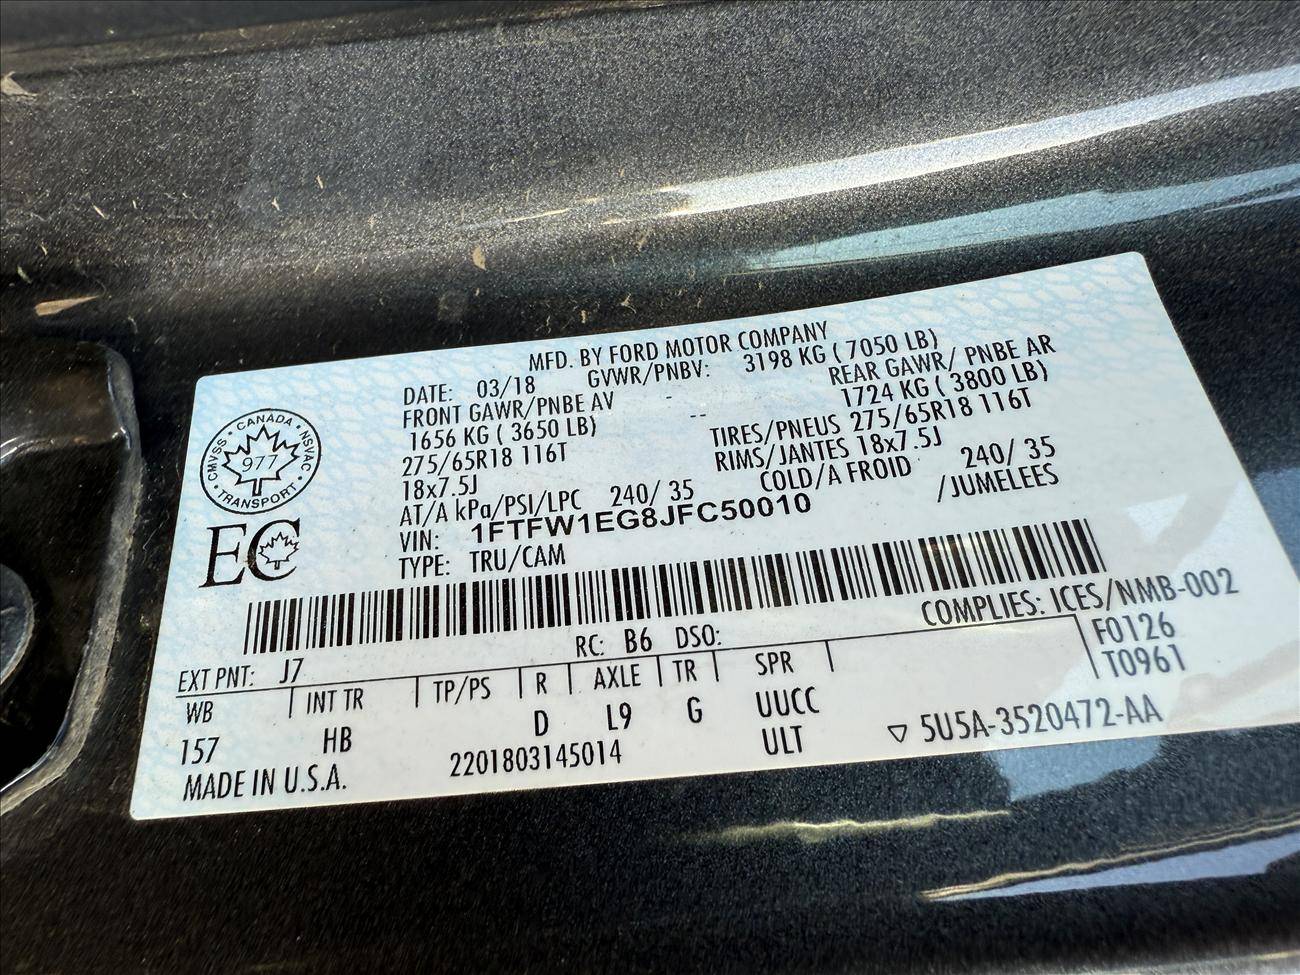 MFD. BY FORD MOTOR COMPANY
DATE: 03/18 GVWR/PNBV: 3198 KG ( 7050 LB)
FRONT GAWR/PNBE AV - REAR GAWR/ PNBE AR
1656 KG ( 3650 LB) -- 1724 KG ( 3800 LB)
275/65R18 116T TIRES/PNEUS 275/65R18 116T
18x7.5J RIMS/JANTES 18x7.5J
AT/A kPa/PSI/LPC 240/ 35 COLD/A FROID 240/ 35
VIN: 1FTFW1EG8JFC50010 /JUMELEES
TYPE: TRU/CAM
CMVSS • CANADA • NSVAC • TRANSPORT •
977
EC
COMPLIES: ICES/NMB-002
RC: B6 DSO:
F0126
T0961
EXT PNT: J7
WB INT TR TP/PS R AXLE TR SPR
157 HB D L9 G UUCC
ULT
MADE IN U.S.A. 2201803145014 ▽ 5U5A-3520472-AA